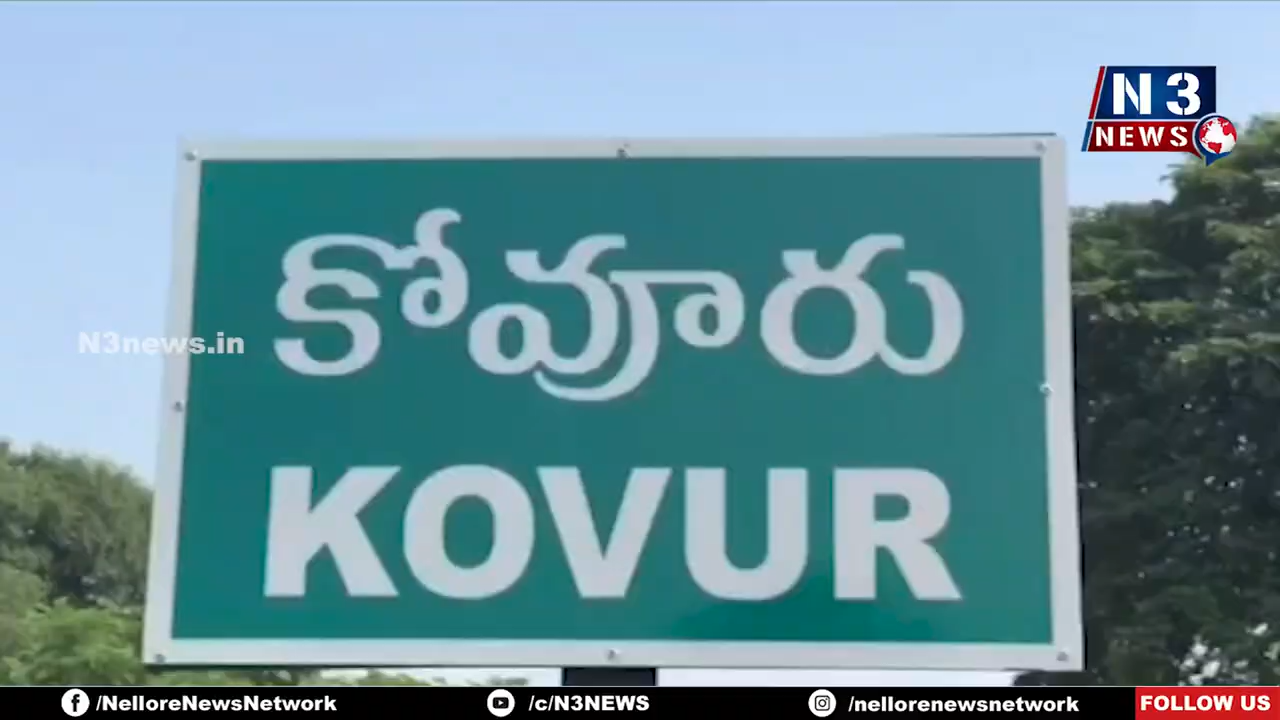 N3
NEWS
కోవూరు
N3news.in
KOVUR
/NelloreNewsNetwork
/c/N3NEWS
/nellorenewsnetwork
FOLLOW US